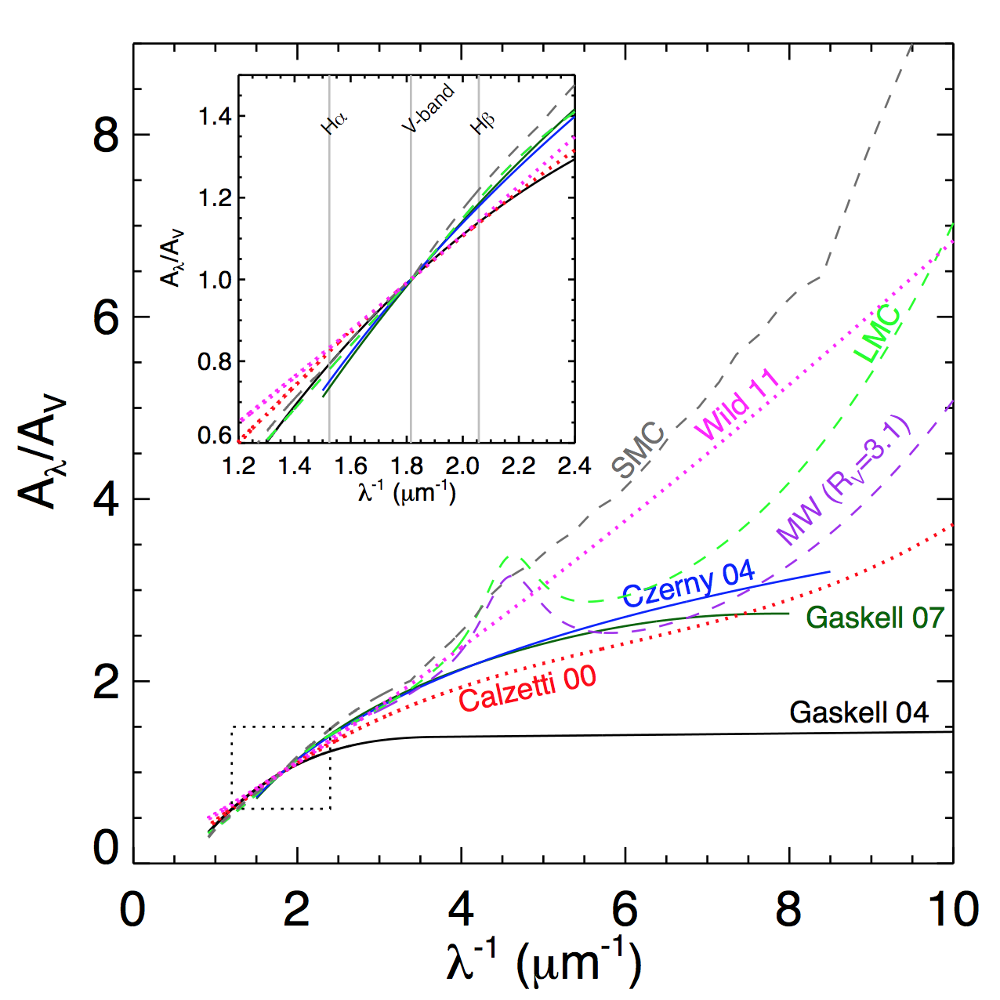 Hα
V-band
Hβ
1.4
1.2
1.0
0.8
0.6
Aλ/AV
1.2 1.4 1.6 1.8 2.0 2.2 2.4
λ-1 (μm-1)
8
6
4
2
0
Aλ/AV
SMC
Wild 11
LMC
MW (RV=3.1)
Czerny 04
Gaskell 07
Calzetti 00
Gaskell 04
0 2 4 6 8 10
λ-1 (μm-1)